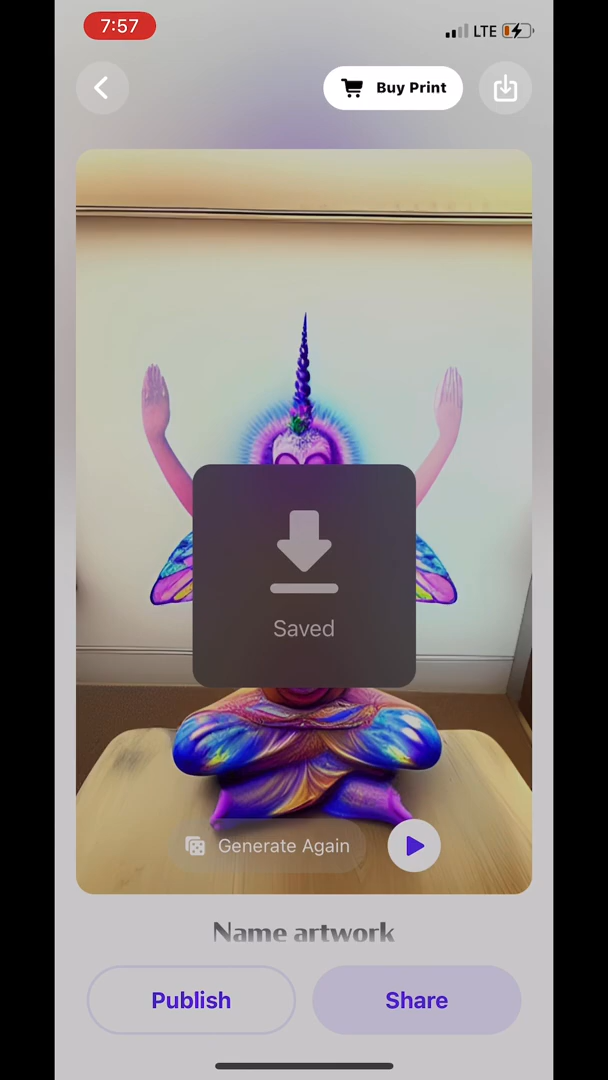 7:57
LTE
Buy Print
Saved
Generate Again
Name artwork
Publish
Share